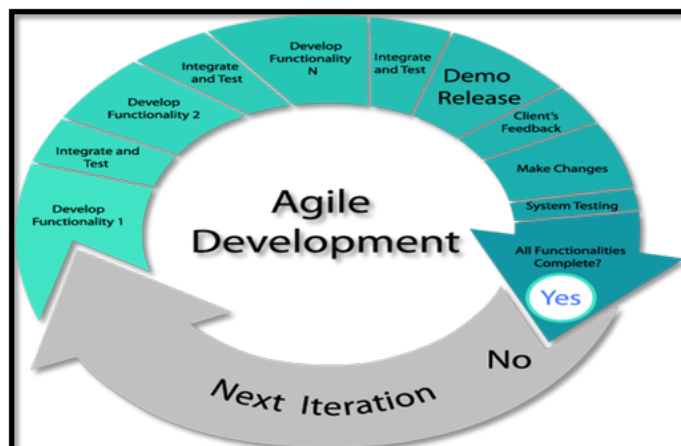 Develop
Functionality 1
Integrate and
Test
Develop
Functionality 2
Integrate
and Test
Develop
Functionality
N
Integrate
and Test
Demo
Release
Client's
Feedback
Make Changes
System Testing
All Functionalities
Complete?
Yes
No
Next Iteration
Agile
Development